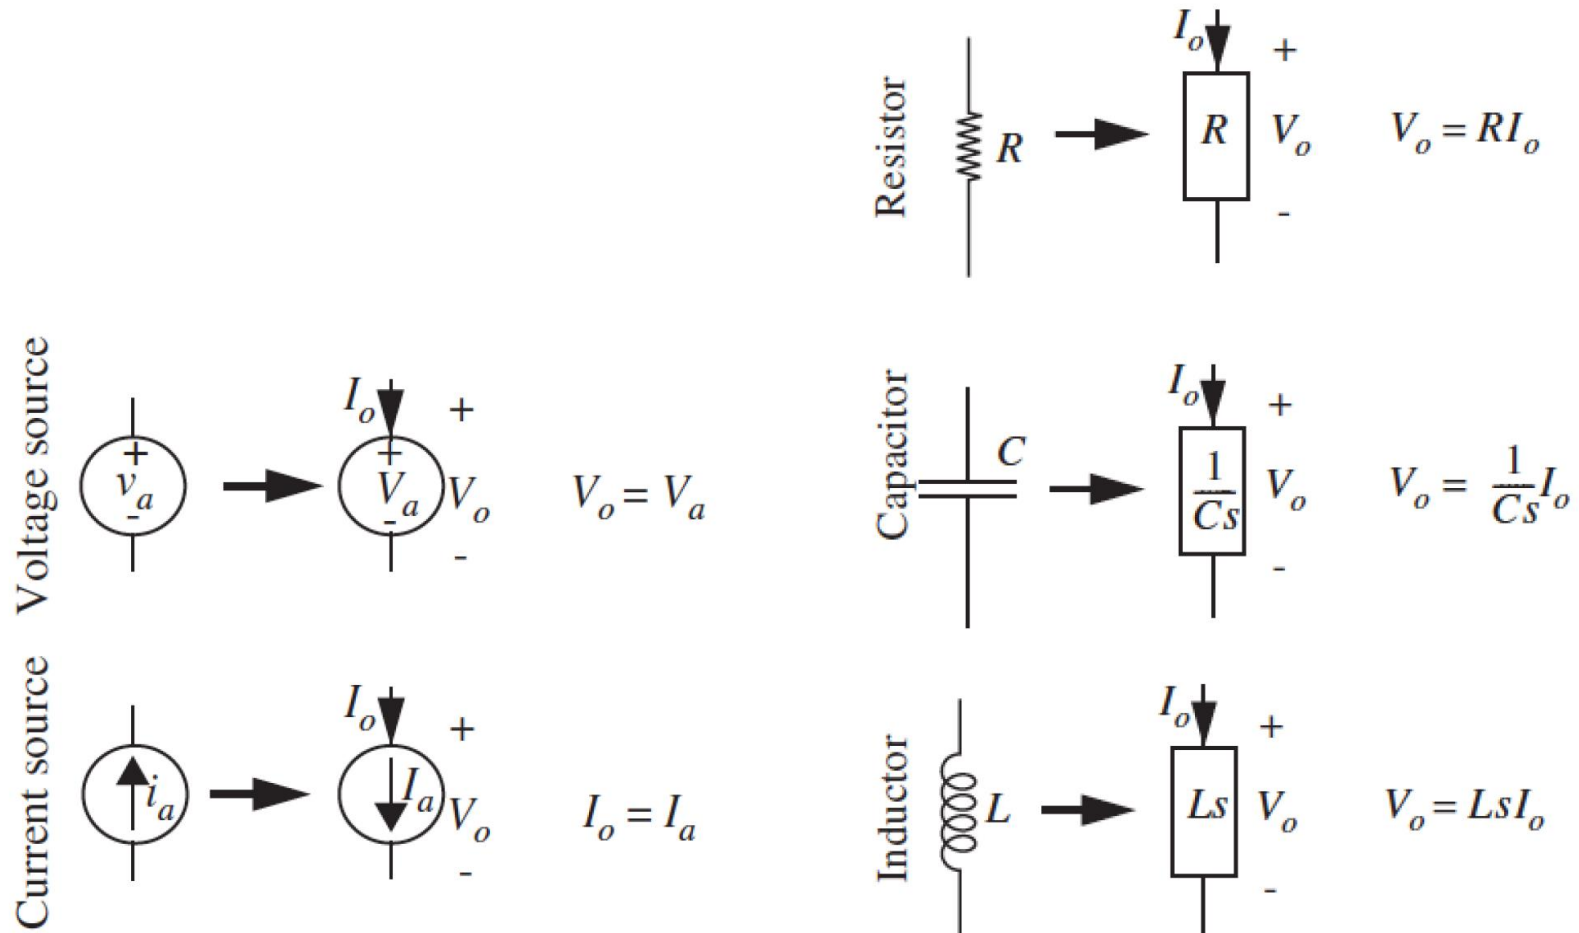 Resistor
R
I_o
+
R
V_o
-
V_o = RI_o
Voltage source
+
v_a
-
I_o
+
V_a
-
+
V_o
-
V_o = V_a
Capacitor
C
I_o
+
1/Cs
V_o
-
V_o = 1/Cs I_o
Current source
i_a
I_o
I_a
+
V_o
-
I_o = I_a
Inductor
L
I_o
+
Ls
V_o
-
V_o = LsI_o